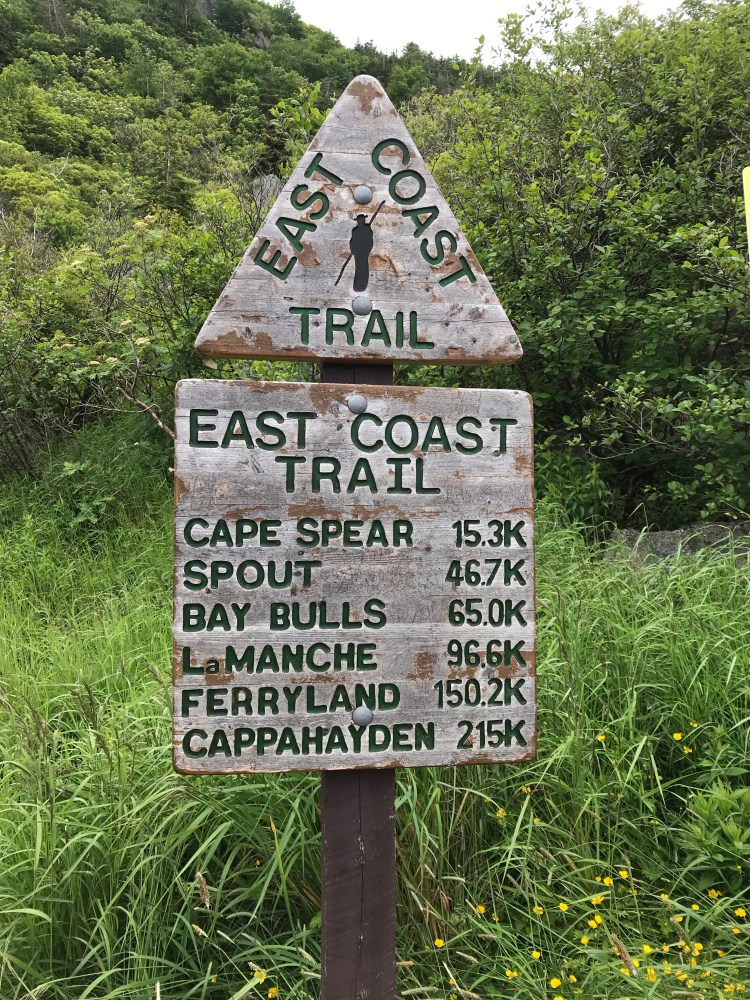 EAST COAST
TRAIL
EAST COAST
TRAIL
CAPE SPEAR 15.3K
SPOUT 46.7K
BAY BULLS 65.0K
LaMANCHE 96.6K
FERRYLAND 150.2K
CAPPAHAYDEN 215K